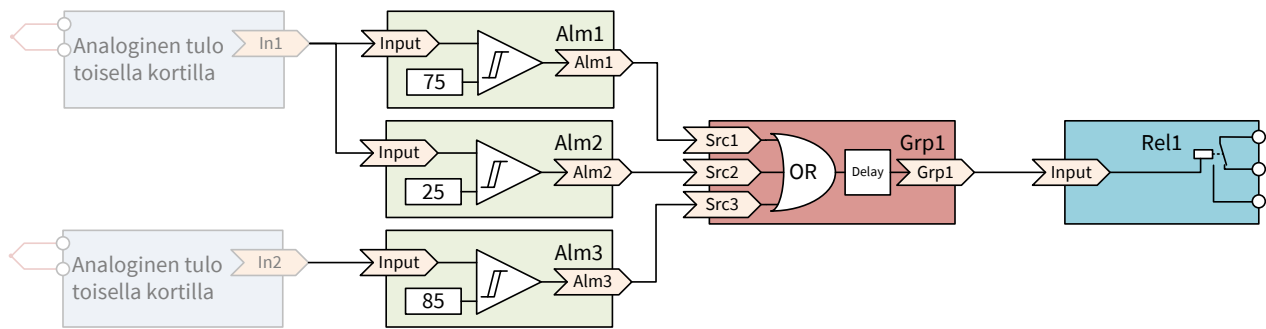 Analoginen tulo
toisella kortilla
In1
Input
75
Alm1
Alm1
Input
25
Alm2
Alm2
Analoginen tulo
toisella kortilla
In2
Input
85
Alm3
Alm3
Src1
Src2
Src3
OR
Delay
Grp1
Grp1
Input
Rel1